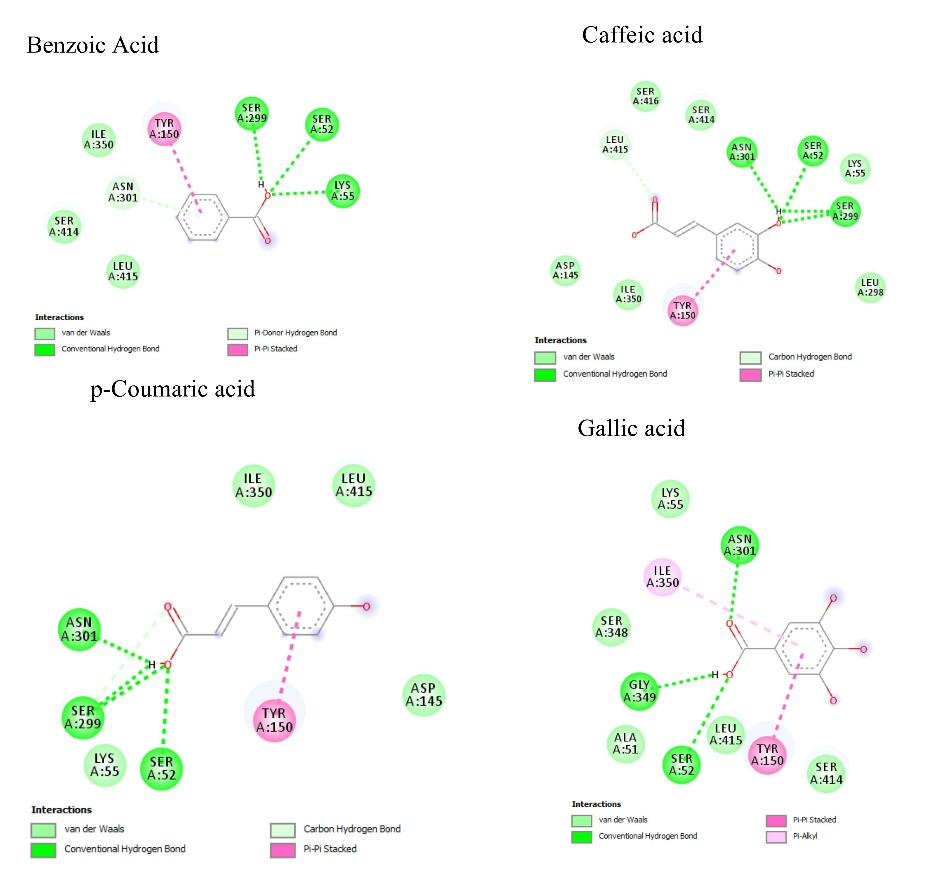 Benzoic Acid
SER
A:299
SER
A:52
TYR
A:150
ILE
A:350
ASN
A:301
LYS
A:55
SER
A:414
LEU
A:415
H
O
O
Interactions
van der Waals
Conventional Hydrogen Bond
Pi-Donor Hydrogen Bond
Pi-Pi Stacked
Caffeic acid
SER
A:416
SER
A:414
LEU
A:415
ASN
A:301
SER
A:52
LYS
A:55
SER
A:299
H
O
O
O
O
ASP
A:145
ILE
A:350
TYR
A:150
LEU
A:298
Interactions
van der Waals
Conventional Hydrogen Bond
Carbon Hydrogen Bond
Pi-Pi Stacked
p-Coumaric acid
ILE
A:350
LEU
A:415
ASN
A:301
O
O
H
O
SER
A:299
TYR
A:150
ASP
A:145
LYS
A:55
SER
A:52
Interactions
van der Waals
Conventional Hydrogen Bond
Carbon Hydrogen Bond
Pi-Pi Stacked
Gallic acid
LYS
A:55
ASN
A:301
ILE
A:350
SER
A:348
O
O
O
H
O
O
GLY
A:349
ALA
A:51
SER
A:52
LEU
A:415
TYR
A:150
SER
A:414
Interactions
van der Waals
Conventional Hydrogen Bond
Pi-Pi Stacked
Pi-Alkyl